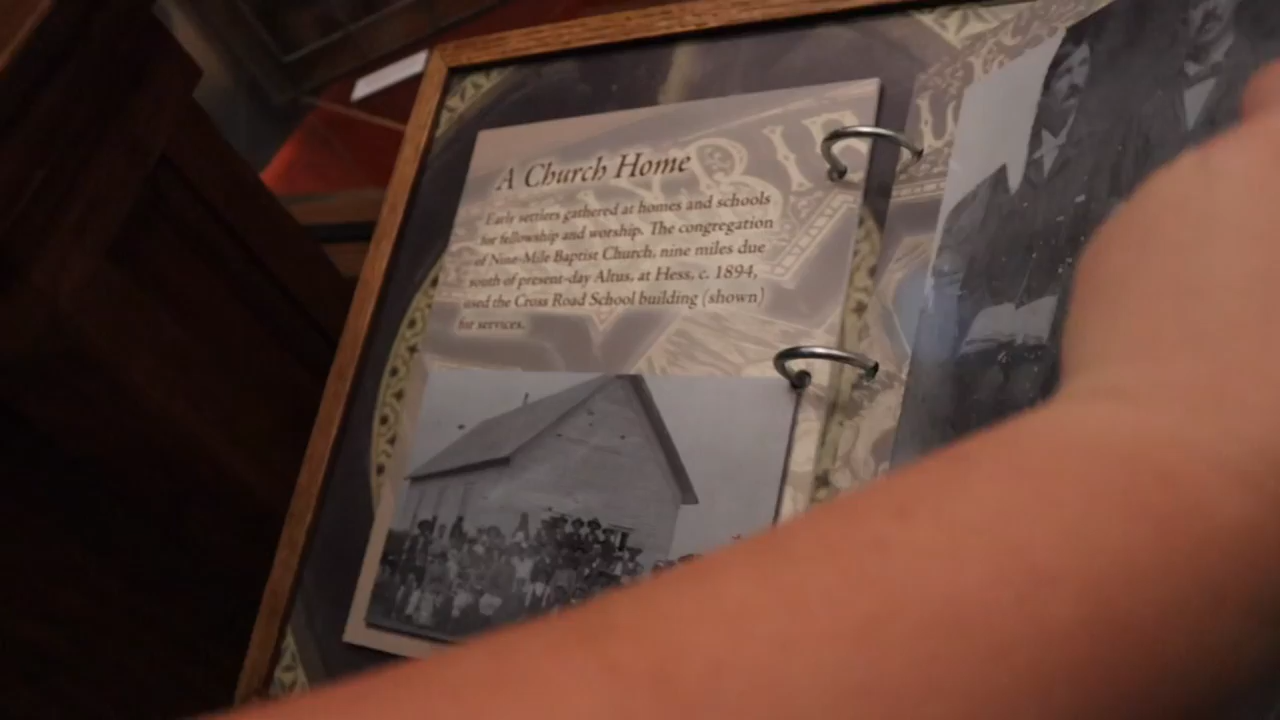 A Church Home
Early settlers gathered at homes and schools
for fellowship and worship. The congregation
of Nine-Mile Baptist Church, nine miles due
south of present-day Altus, at Hess, c. 1894,
used the Cross Road School building (shown)
for services.